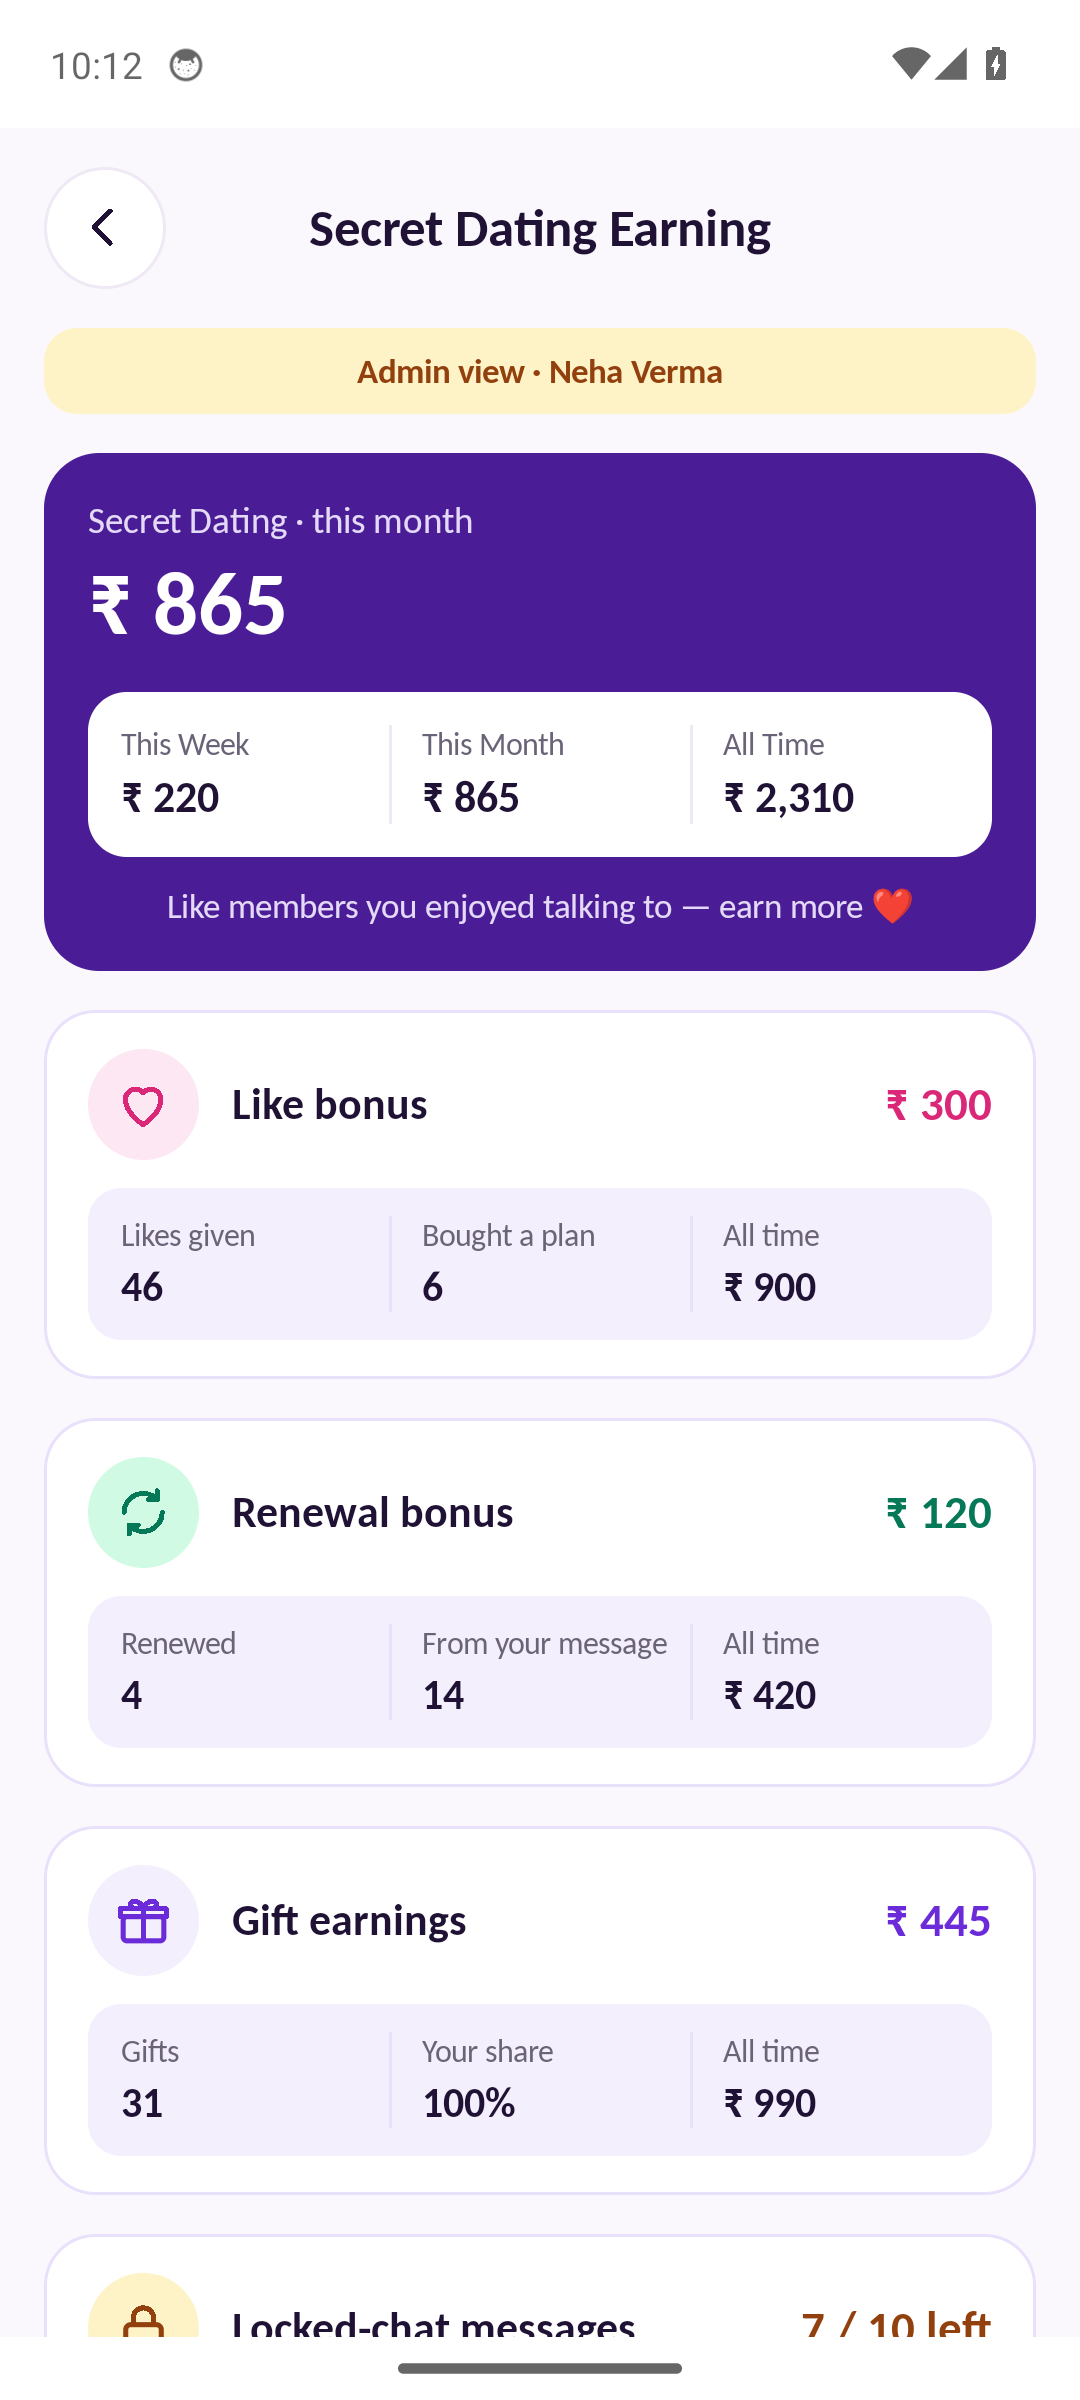 10:12
Secret Dating Earning
Admin view · Neha Verma
Secret Dating · this month
₹ 865
This Week
This Month
All Time
₹ 220
₹ 865
₹ 2,310
Like members you enjoyed talking to — earn more ❤️
Like bonus
₹ 300
Likes given
Bought a plan
All time
46
6
₹ 900
Renewal bonus
₹ 120
Renewed
From your message
All time
4
14
₹ 420
Gift earnings
₹ 445
Gifts
Your share
All time
31
100%
₹ 990
Locked-chat messages
7 / 10 left